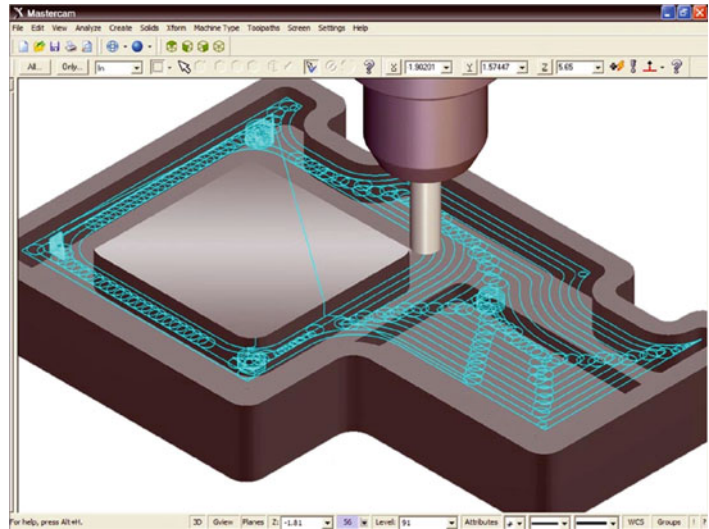 Mastercam
File Edit View Analyze Create Solids Xform Machine Type Toolpaths Screen Settings Help
All... Only... In X 1.90201 Y 1.57447 Z 5.65
For help, press Alt+H. 3D Gview Planes Z: -1.81 56 Level: 91 Attributes WCS Groups